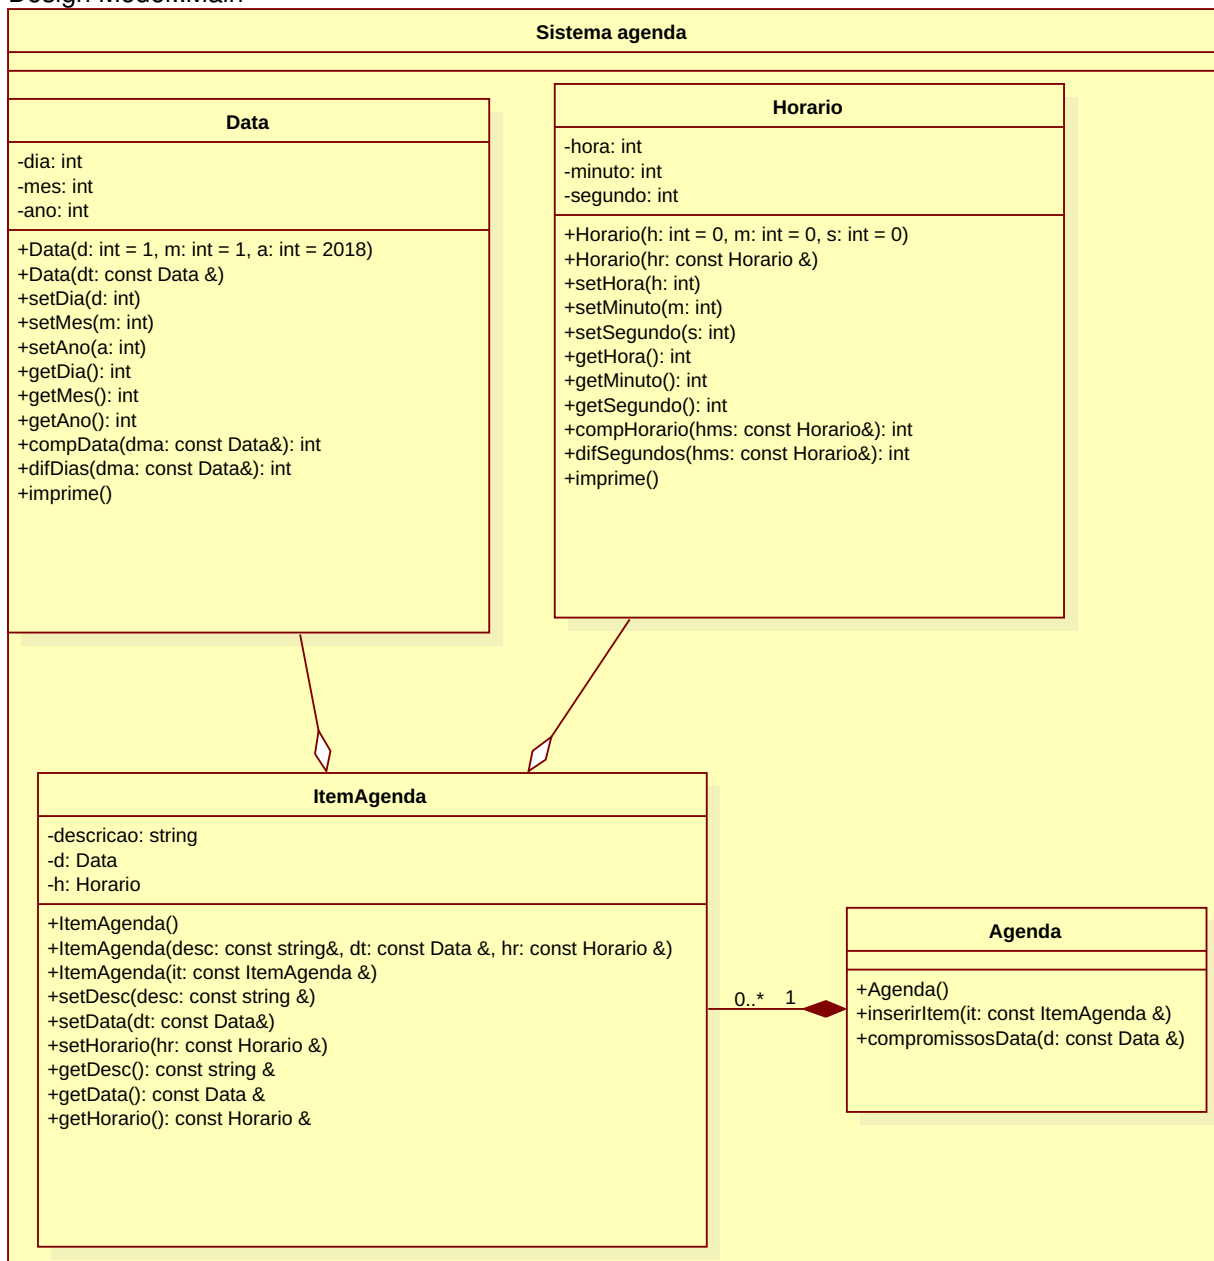 Design Model::Main
Sistema agenda
Data
-dia: int
-mes: int
-ano: int
+Data(d: int = 1, m: int = 1, a: int = 2018)
+Data(dt: const Data &)
+setDia(d: int)
+setMes(m: int)
+setAno(a: int)
+getDia(): int
+getMes(): int
+getAno(): int
+compData(dma: const Data&): int
+difDias(dma: const Data&): int
+imprime()
Horario
-hora: int
-minuto: int
-segundo: int
+Horario(h: int = 0, m: int = 0, s: int = 0)
+Horario(hr: const Horario &)
+setHora(h: int)
+setMinuto(m: int)
+setSegundo(s: int)
+getHora(): int
+getMinuto(): int
+getSegundo(): int
+compHorario(hms: const Horario&): int
+difSegundos(hms: const Horario&): int
+imprime()
ItemAgenda
-descricao: string
-d: Data
-h: Horario
+ItemAgenda()
+ItemAgenda(desc: const string&, dt: const Data &, hr: const Horario &)
+ItemAgenda(it: const ItemAgenda &)
+setDesc(desc: const string &)
+setData(dt: const Data&)
+setHorario(hr: const Horario &)
+getDesc(): const string &
+getData(): const Data &
+getHorario(): const Horario &
0..* 1
Agenda
+Agenda()
+inserirItem(it: const ItemAgenda &)
+compromissosData(d: const Data &)